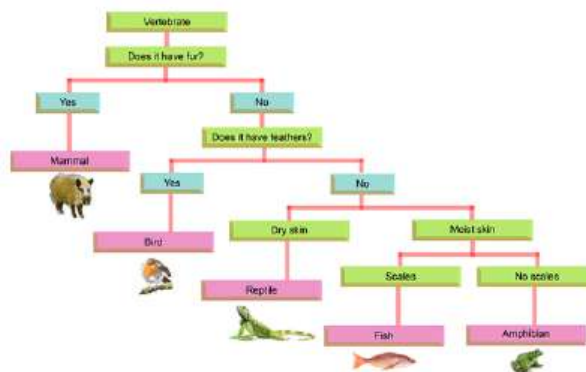 Vertebrate
Does it have fur?
Yes
No
Does it have feathers?
Mammal
Yes
No
Bird
Dry skin
Moist skin
Reptile
Scales
No scales
Fish
Amphibian